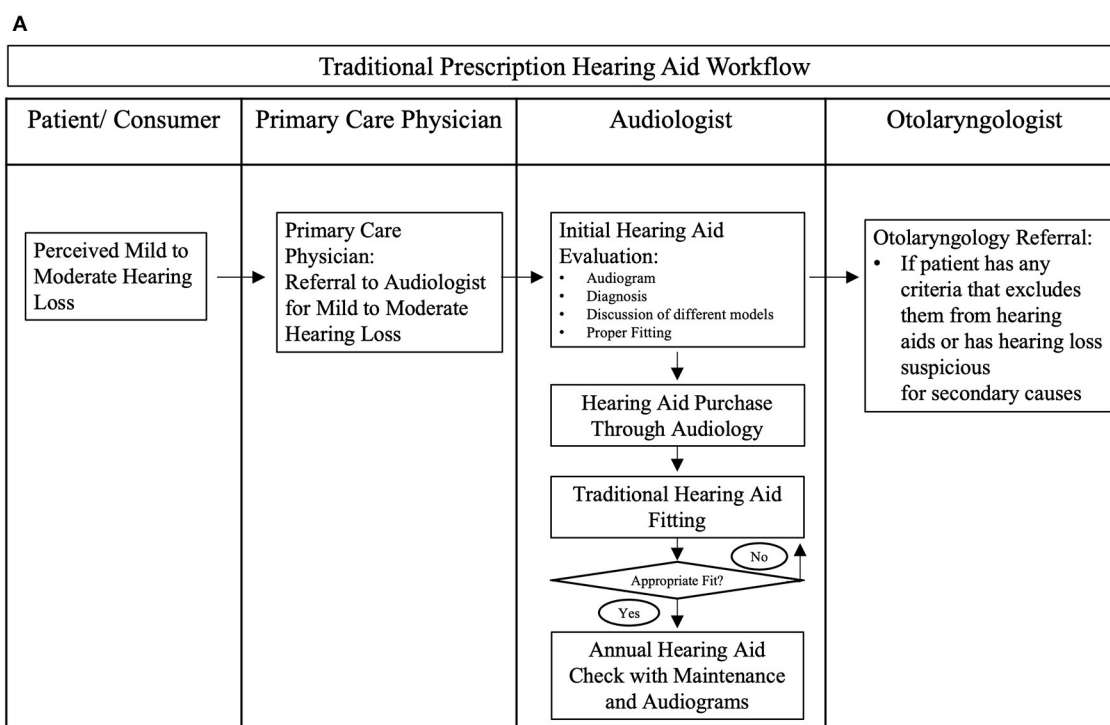 A
Traditional Prescription Hearing Aid Workflow
Patient/ Consumer
Primary Care Physician
Audiologist
Otolaryngologist
Perceived Mild to
Moderate Hearing
Loss
Primary Care
Physician:
Referral to Audiologist
for Mild to Moderate
Hearing Loss
Initial Hearing Aid
Evaluation:
• Audiogram
• Diagnosis
• Discussion of different models
• Proper Fitting
Hearing Aid Purchase
Through Audiology
Traditional Hearing Aid
Fitting
No
Appropriate Fit?
Yes
Annual Hearing Aid
Check with Maintenance
and Audiograms
Otolaryngology Referral:
• If patient has any
criteria that excludes
them from hearing
aids or has hearing loss
suspicious
for secondary causes